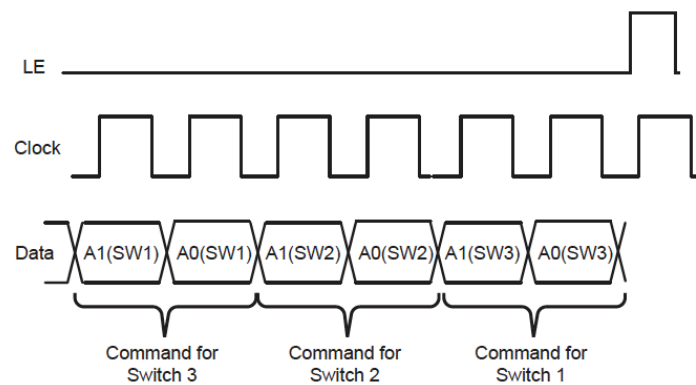 LE
Clock
Data
A1(SW1) A0(SW1) A1(SW2) A0(SW2) A1(SW3) A0(SW3)
Command for
Switch 3
Command for
Switch 2
Command for
Switch 1